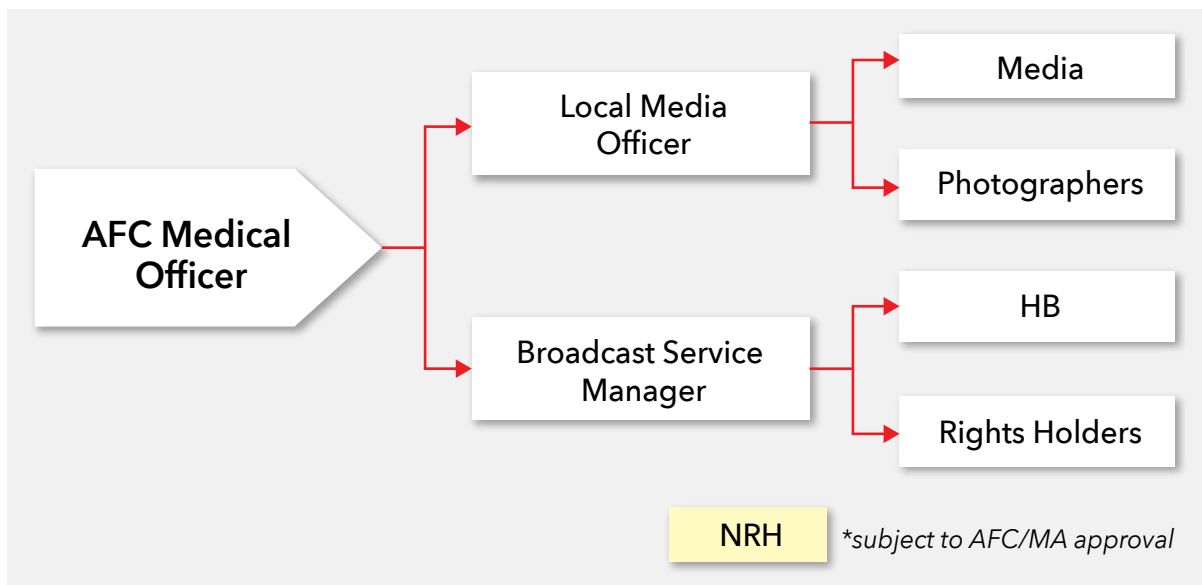 AFC Medical
Officer
Local Media
Officer
Broadcast Service
Manager
Media
Photographers
HB
Rights Holders
NRH
*subject to AFC/MA approval